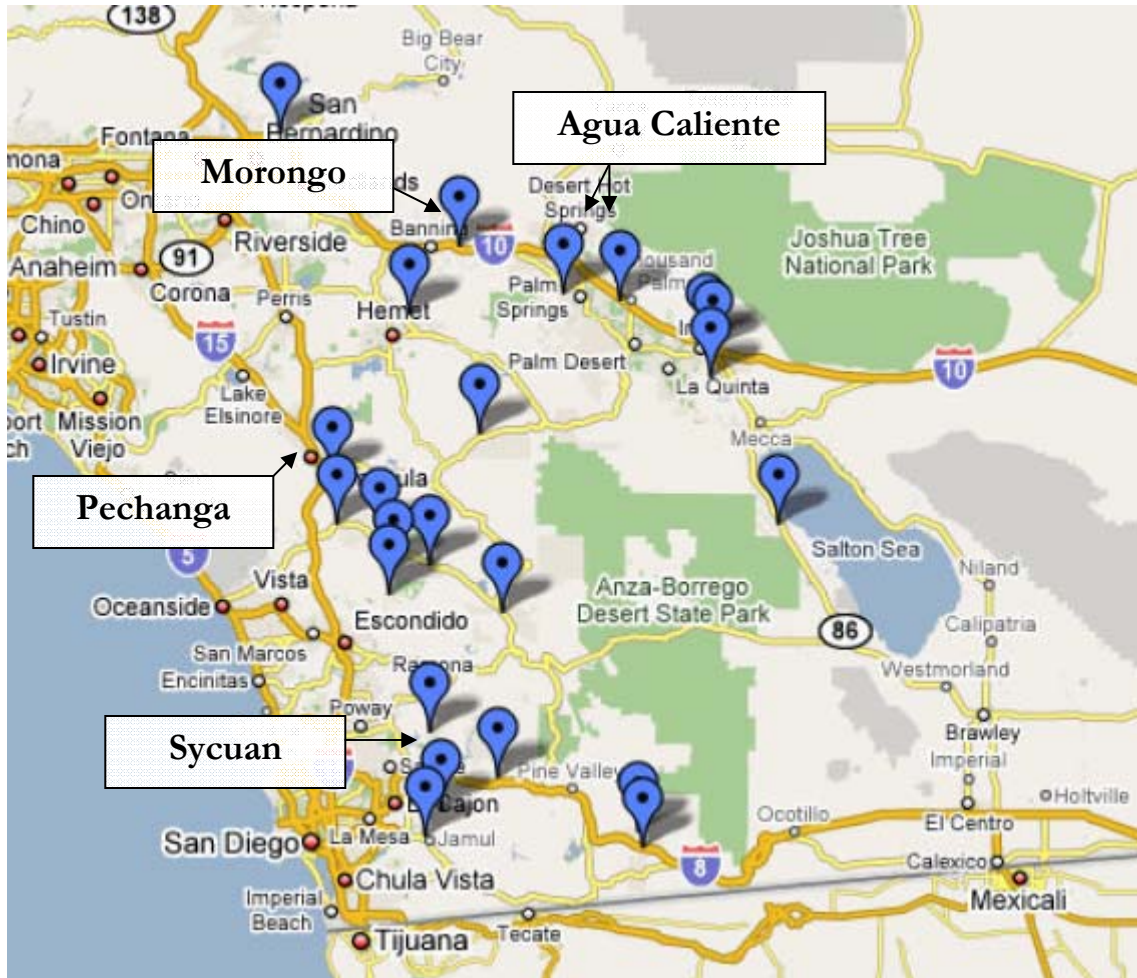 138
Big Bear
City
San
Bernardino
Fontana
Agua Caliente
Morongo
Chino
Riverside
Banning
10
Desert Hot
Springs
Joshua Tree
National Park
Anaheim
91
Corona
Perris
Hemet
Palm
Springs
Tustin
15
Irvine
Palm Desert
La Quinta
10
Lake
Elsinore
Mission
Viejo
Mecca
Pechanga
5
Salton Sea
Niland
Vista
Oceanside
Anza-Borrego
Desert State Park
Escondido
86
Calipatria
San Marcos
Encinitas
Westmorland
Poway
Sycuan
Brawley
Pine Valley
Imperial
Holtville
Ocotillo
El Centro
La Mesa
Jamul
San Diego
8
Calexico
Chula Vista
Mexicali
Imperial
Beach
Tijuana
Tecate